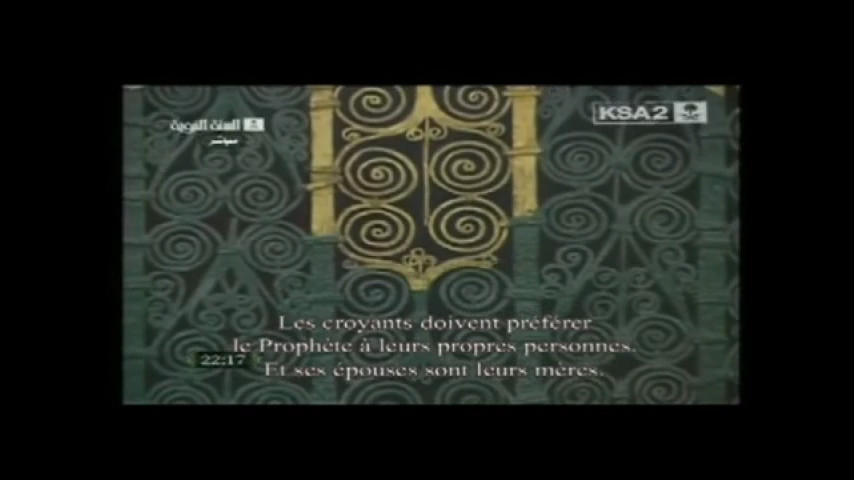 KSA2
السنة النبوية
مباشر
Les croyants doivent préférer
le Prophète à leurs propres personnes.
22:17
Et ses épouses sont leurs mères.